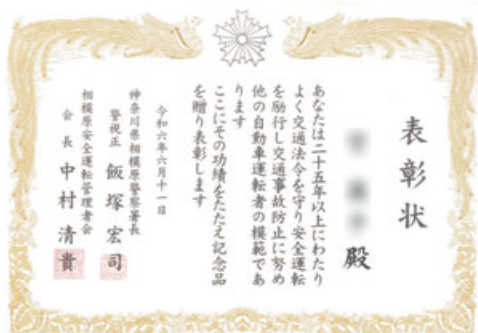 表彰状
殿
あなたは二十五年以上にわたり
よく交通法令を守り安全運転
を励行し交通事故防止に努め
他の自動車運転者の模範であ
ります
ここにその功績をたたえ記念品
を贈り表彰します
令和六年六月十一日
神奈川県相模原警察署長
警視正 飯塚宏司
相模原安全運転管理者会
会長 中村清貴